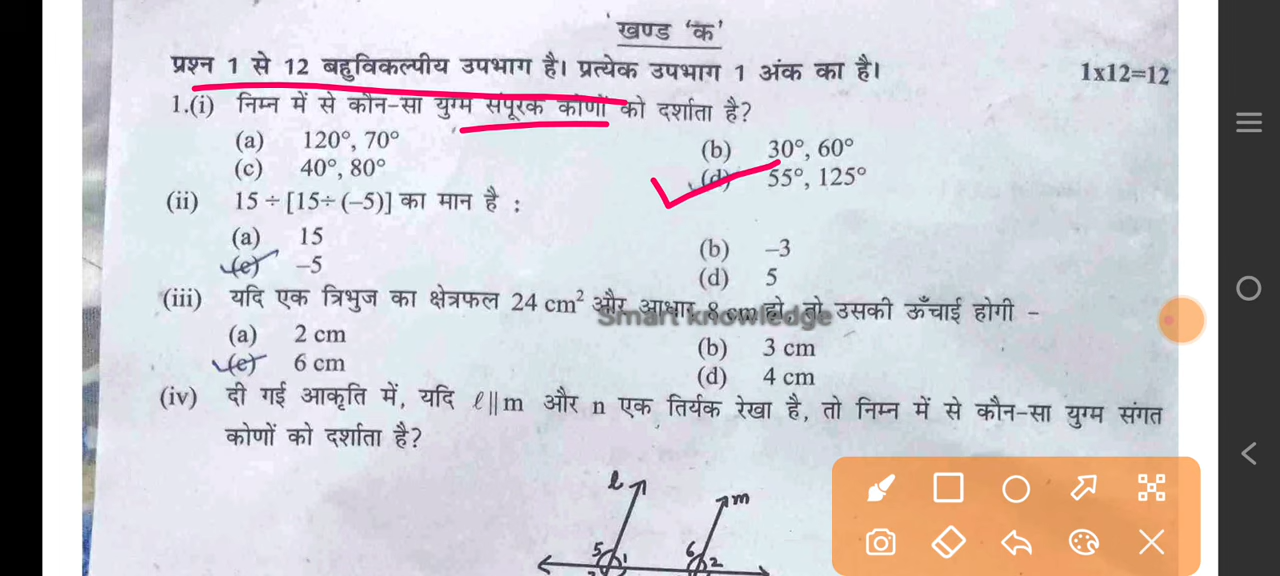 खण्ड 'क'
प्रश्न 1 से 12 बहुविकल्पीय उपभाग है। प्रत्येक उपभाग 1 अंक का है। 1x12=12
1.(i) निम्न में से कौन-सा युग्म संपूरक कोणों को दर्शाता है?
(a) 120°, 70° (b) 30°, 60°
(c) 40°, 80° (d) 55°, 125°
(ii) 15 ÷ [15÷ (–5)] का मान है :
(a) 15 (b) –3
(c) –5 (d) 5
(iii) यदि एक त्रिभुज का क्षेत्रफल 24 cm² और आधार 8 cm हो, तो उसकी ऊँचाई होगी -
Smart knowledge
(a) 2 cm (b) 3 cm
(c) 6 cm (d) 4 cm
(iv) दी गई आकृति में, यदि ℓ||m और n एक तिर्यक रेखा है, तो निम्न में से कौन-सा युग्म संगत
कोणों को दर्शाता है?
ℓ m
5 1 6 2